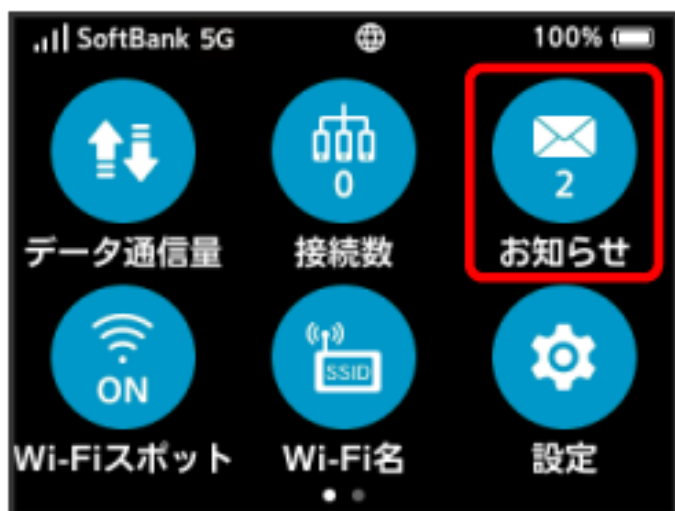 SoftBank 5G 100%
0 2
データ通信量 接続数 お知らせ
ON SSID
Wi-Fiスポット Wi-Fi名 設定